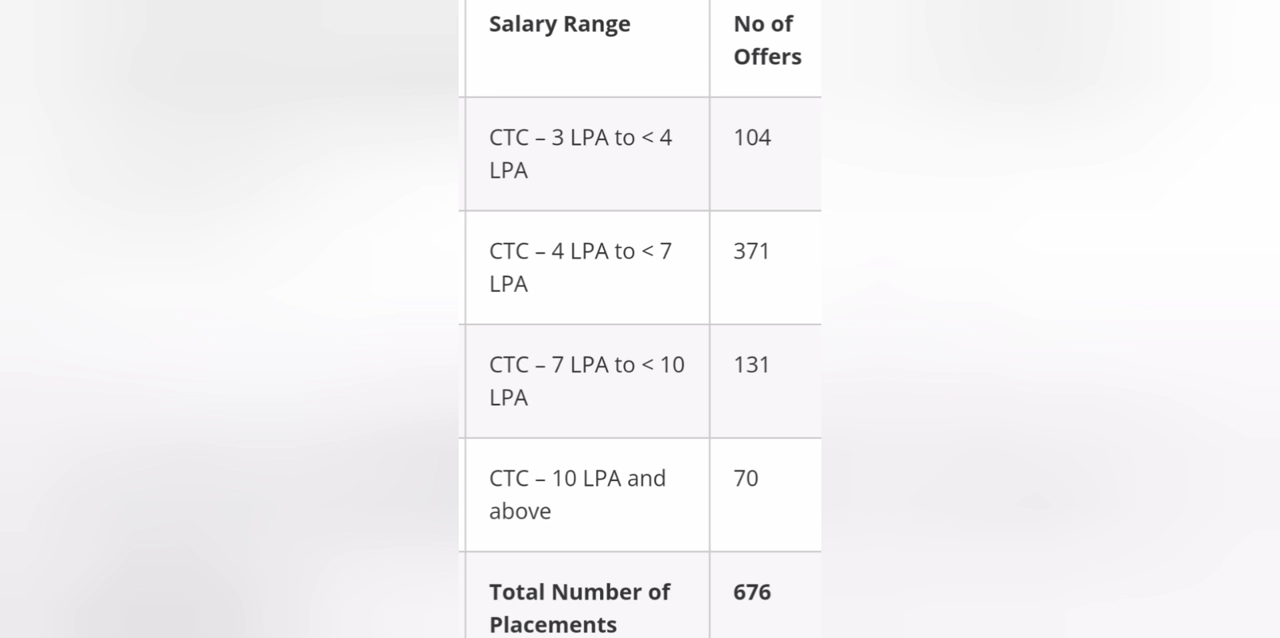 Salary Range
No of
Offers
CTC – 3 LPA to < 4
LPA
104
CTC – 4 LPA to < 7
LPA
371
CTC – 7 LPA to < 10
LPA
131
CTC – 10 LPA and
above
70
Total Number of
Placements
676